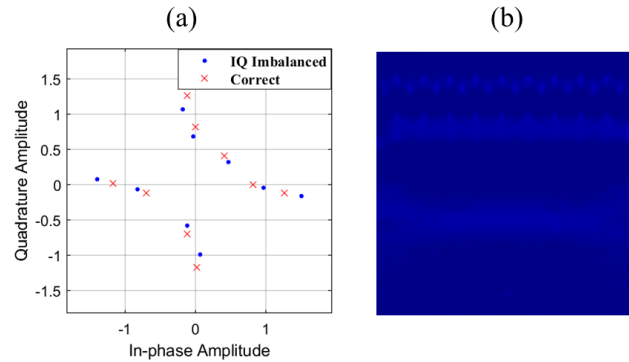 (a)
(b)
IQ Imbalanced
Correct
1.5
1
0.5
0
-0.5
-1
-1.5
-1
0
1
Quadrature Amplitude
In-phase Amplitude